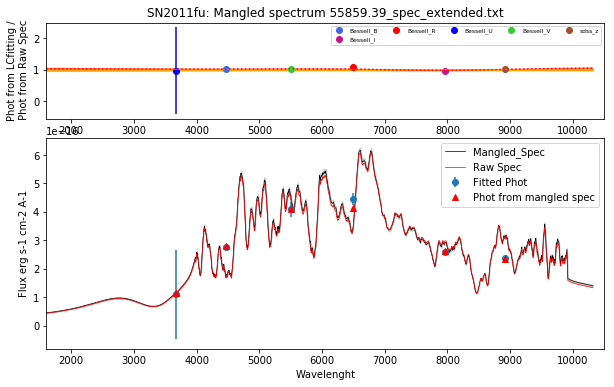 SN2011fu: Mangled spectrum 55859.39_spec_extended.txt
Phot from LCfitting /
Phot from Raw Spec
2
1
0
Bessell_B
Bessell_I
Bessell_R
Bessell_U
Bessell_V
sdss_z
2000
3000
4000
5000
6000
7000
8000
9000
10000
1e−16
Flux erg s-1 cm-2 A-1
6
5
4
3
2
1
0
Mangled_Spec
Raw Spec
Fitted Phot
Phot from mangled spec
2000
3000
4000
5000
6000
7000
8000
9000
10000
Wavelenght